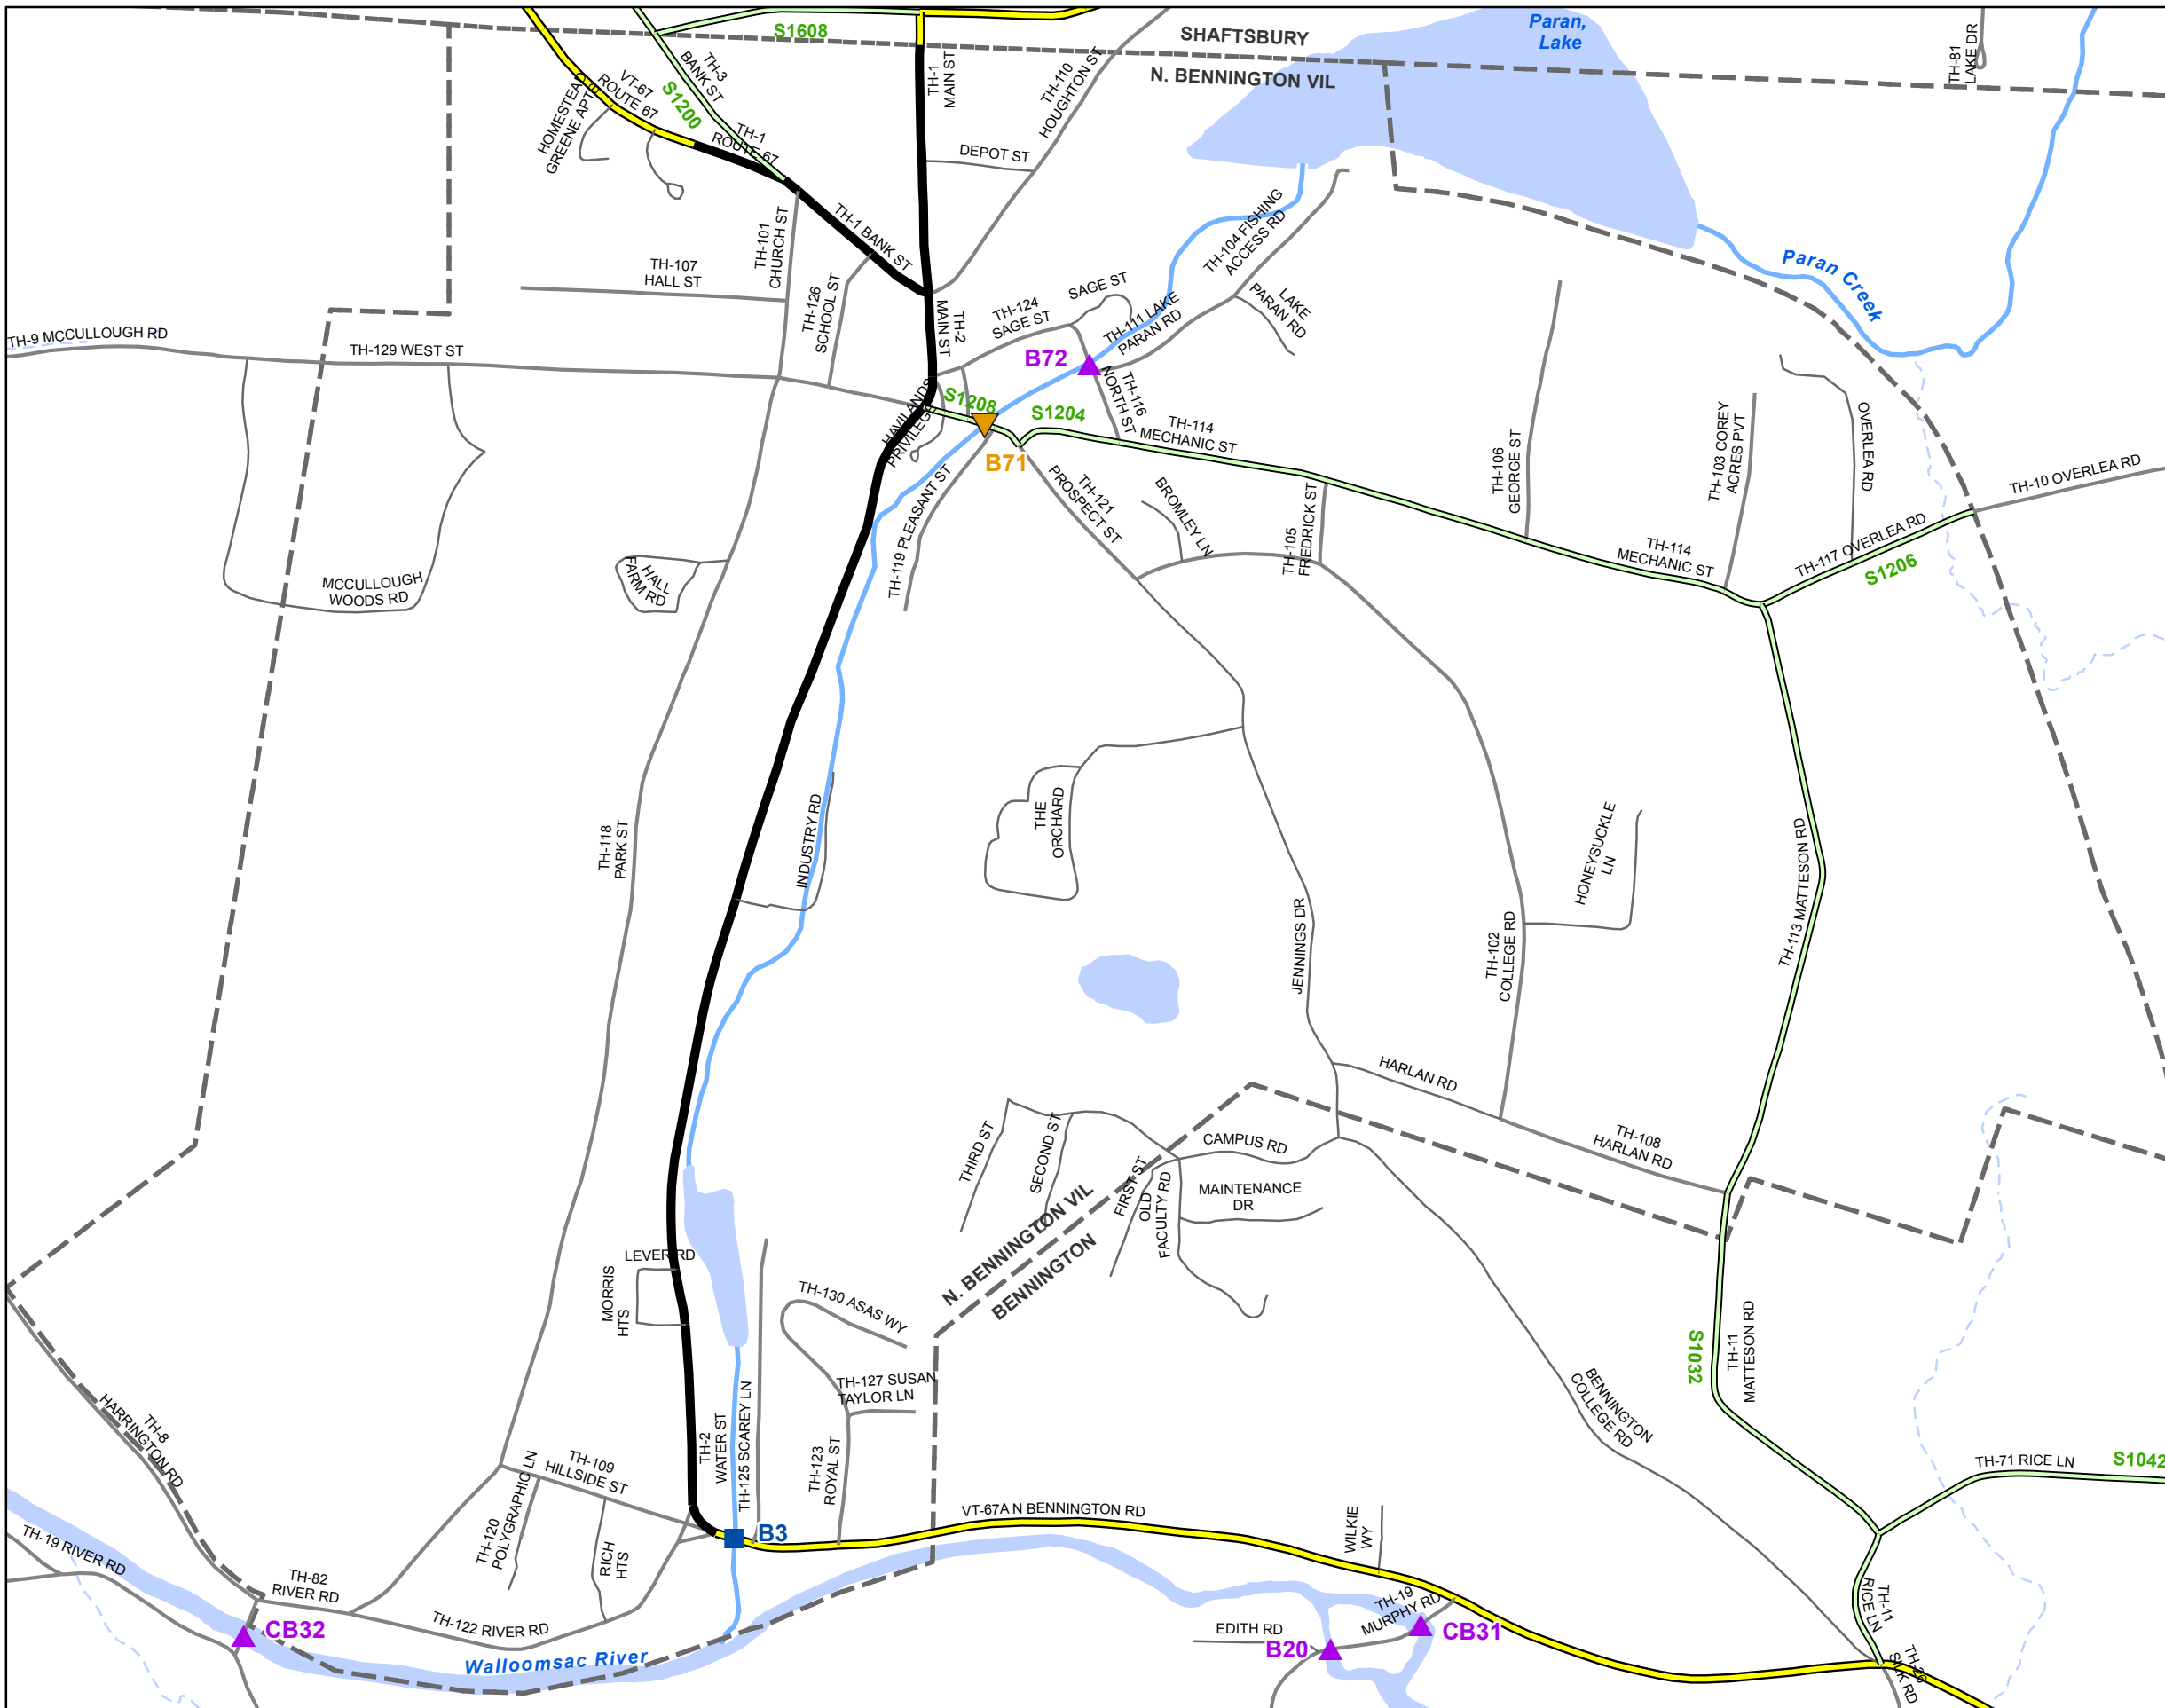 S1608
SHAFTSBURY
N. BENNINGTON VIL
Paran,
Lake
TH-81
LAKE DR
TH-3
BANK ST
S1200
VT-67
ROUTE 67
HOMESTEAD
GREENE APTS
TH-1
ROUTE 67
TH-1
MAIN ST
TH-110
HOUGHTON ST
DEPOT ST
TH-1 BANK ST
TH-101
CHURCH ST
TH-107
HALL ST
TH-126
SCHOOL ST
TH-104 FISHING
ACCESS RD
Paran Creek
TH-9 MCCULLOUGH RD
TH-129 WEST ST
TH-2
MAIN ST
TH-124
SAGE ST
SAGE ST
TH-111 LAKE
PARAN RD
LAKE
PARAN RD
B72
TH-116
NORTH ST
S1208
S1204
HAVILANDS
PRIVILEGE
B71
TH-114
MECHANIC ST
TH-106
GEORGE ST
TH-103 COREY
ACRES PVT
OVERLEA RD
TH-10 OVERLEA RD
TH-119 PLEASANT ST
TH-121
PROSPECT ST
BROMLEY LN
TH-105
FREDRICK ST
TH-114
MECHANIC ST
TH-117 OVERLEA RD
S1206
MCCULLOUGH
WOODS RD
HALL
FARM RD
TH-118
PARK ST
INDUSTRY RD
THE
ORCHARD
HONEYSUCKLE
LN
TH-113 MATTESON RD
JENNINGS DR
TH-102
COLLEGE RD
HARLAN RD
TH-108
HARLAN RD
THIRD ST
SECOND ST
CAMPUS RD
FIRST ST
OLD
FACULTY RD
MAINTENANCE
DR
N. BENNINGTON VIL
BENNINGTON
LEVER RD
MORRIS
HTS
TH-130 ASAS WY
TH-127 SUSAN
TAYLOR LN
S1032
TH-11
MATTESON RD
BENNINGTON
COLLEGE RD
TH-8
HARRINGTON RD
TH-2
WATER ST
TH-125 SCAREY LN
TH-123
ROYAL ST
TH-109
HILLSIDE ST
TH-120
POLYGRAPHIC LN
RICH
HTS
B3
VT-67A N BENNINGTON RD
WILKIE
WY
TH-71 RICE LN
S1042
TH-19 RIVER RD
TH-82
RIVER RD
TH-122 RIVER RD
CB32
Walloomsac River
EDITH RD
B20
TH-19
MURPHY RD
CB31
TH-11
RICE LN
TH-26
SILK RD